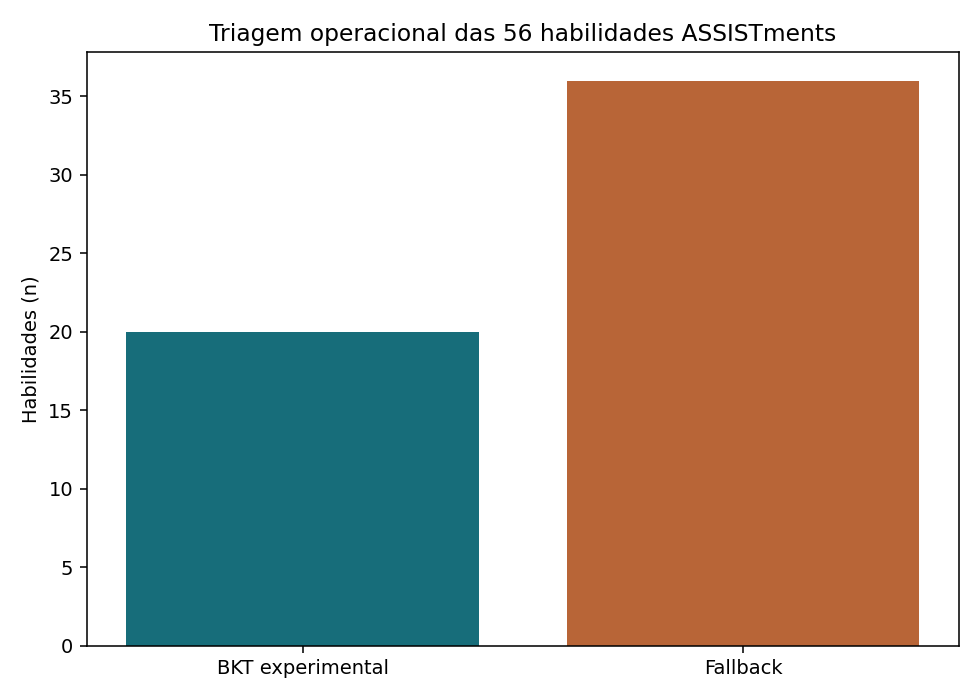 Triagem operacional das 56 habilidades ASSISTments
Habilidades (n)
35
30
25
20
15
10
5
0
BKT experimental
Fallback